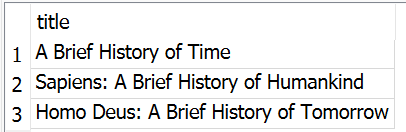 title
1 A Brief History of Time
2 Sapiens: A Brief History of Humankind
3 Homo Deus: A Brief History of Tomorrow